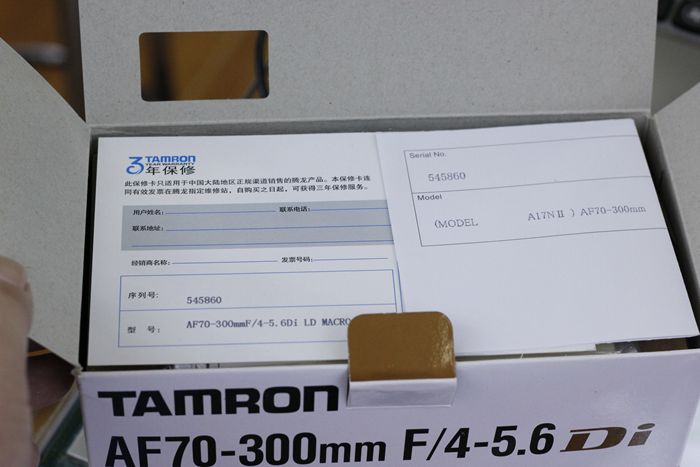 3 TAMRON
YEAR WARRANTY
年保修
此保修卡只适用于中国大陆地区正规渠道销售的腾龙产品。本保修卡连
同有效发票在腾龙指定维修站，自购买之日起，可获得三年保修服务。
用户姓名：
联系电话：
联系地址：
经销商名称：
发票号码：
序列号：
545860
型 号：
AF70-300mmF/4-5.6Di LD MACRO
Serial No.
545860
Model
(MODEL A17NⅡ ) AF70-300mm
TAMRON
AF70-300mm F/4-5.6 Di